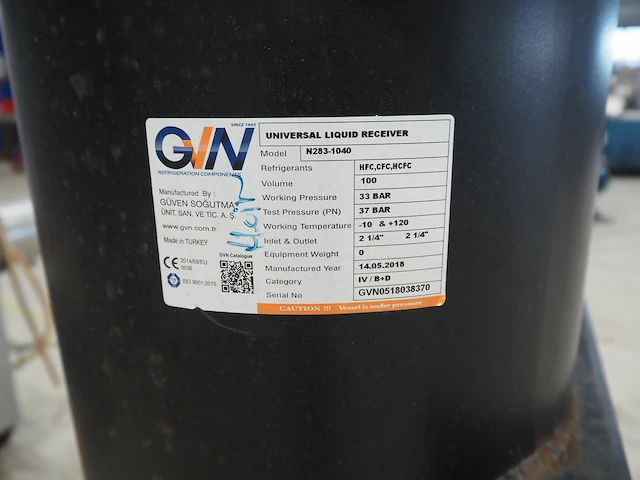 SINCE 1983
GVN
REFRIGERATION COMPONENTS
Manufactured By :
GÜVEN SOĞUTMA
ÜNİT. SAN. VE TİC. A. Ş.
www.gvn.com.tr
Made in TURKEY
GVN Catalogue
CE 2014/68/EU
0036
ISO 9001:2015
UNIVERSAL LIQUID RECEIVER
Model N283-1040
Refrigerants HFC,CFC,HCFC
Volume 100
Working Pressure 33 BAR
Test Pressure (PN) 37 BAR
Working Temperature -10 & +120
Inlet & Outlet 2 1/4" 2 1/4"
Equipment Weight 0
Manufactured Year 14.05.2018
Category IV / B+D
Serial No GVN0518038370
CAUTION !!! Vessel is under pressure